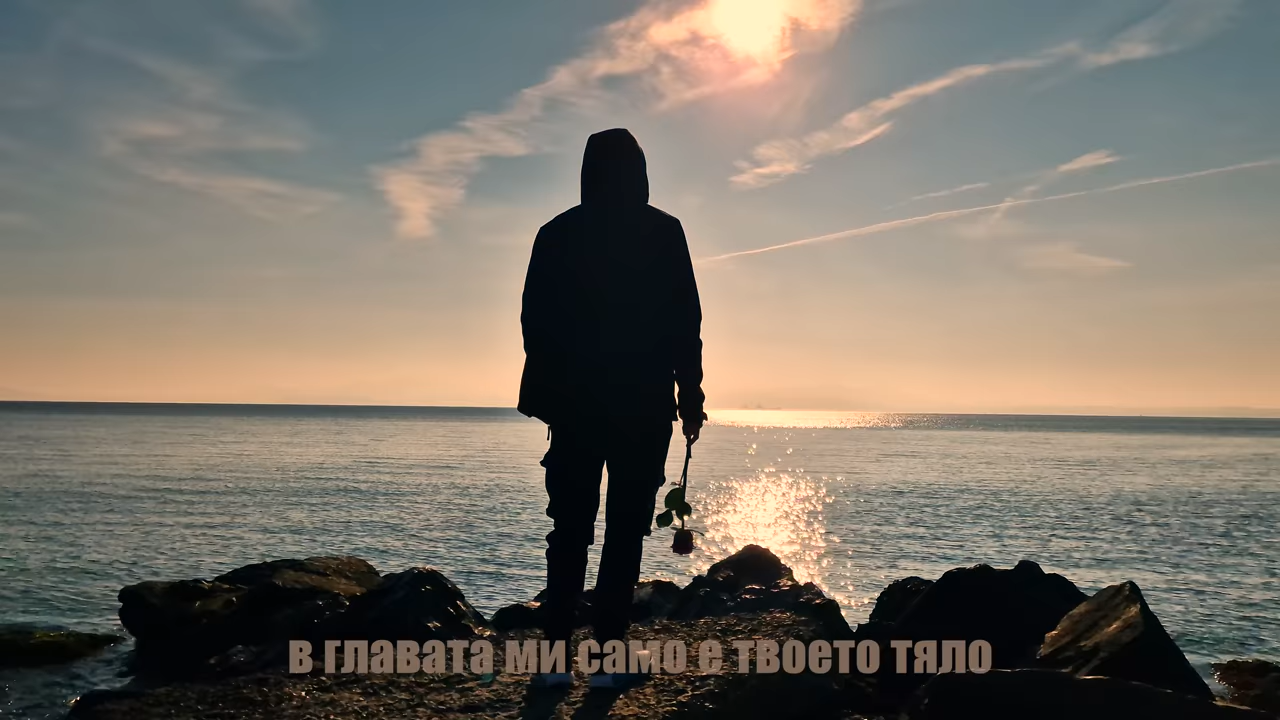 в главата ми само е твоето тяло